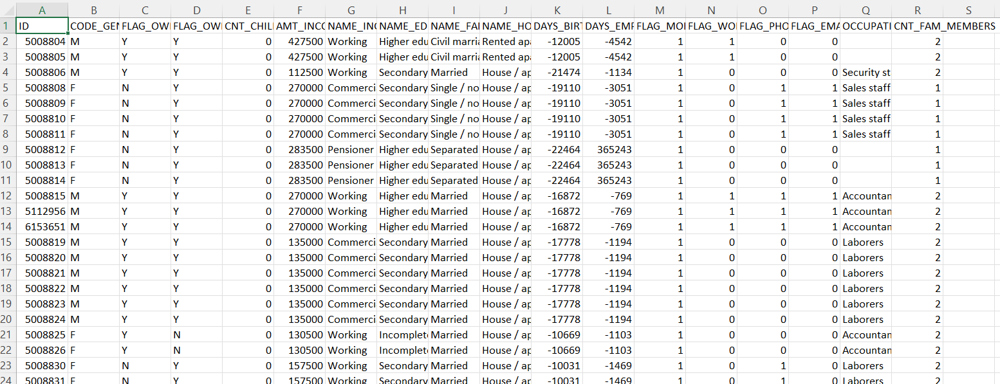 A B C D E F G H I J K L M N O P Q R S
1 ID CODE_GEN FLAG_OWI FLAG_OWI CNT_CHILI AMT_INCO NAME_INC NAME_ED NAME_FAI NAME_HO DAYS_BIRT DAYS_EMP FLAG_MOI FLAG_WOI FLAG_PHO FLAG_EMA OCCUPATI CNT_FAM_MEMBERS
2 5008804 M Y Y 0 427500 Working Higher edu Civil marria Rented apa -12005 -4542 1 1 0 0 2
3 5008805 M Y Y 0 427500 Working Higher edu Civil marria Rented apa -12005 -4542 1 1 0 0 2
4 5008806 M Y Y 0 112500 Working Secondary Married House / ap -21474 -1134 1 0 0 0 Security st 2
5 5008808 F N Y 0 270000 Commerci Secondary Single / no House / ap -19110 -3051 1 0 1 1 Sales staff 1
6 5008809 F N Y 0 270000 Commerci Secondary Single / no House / ap -19110 -3051 1 0 1 1 Sales staff 1
7 5008810 F N Y 0 270000 Commerci Secondary Single / no House / ap -19110 -3051 1 0 1 1 Sales staff 1
8 5008811 F N Y 0 270000 Commerci Secondary Single / no House / ap -19110 -3051 1 0 1 1 Sales staff 1
9 5008812 F N Y 0 283500 Pensioner Higher edu Separated House / ap -22464 365243 1 0 0 0 1
10 5008813 F N Y 0 283500 Pensioner Higher edu Separated House / ap -22464 365243 1 0 0 0 1
11 5008814 F N Y 0 283500 Pensioner Higher edu Separated House / ap -22464 365243 1 0 0 0 1
12 5008815 M Y Y 0 270000 Working Higher edu Married House / ap -16872 -769 1 1 1 1 Accountan 2
13 5112956 M Y Y 0 270000 Working Higher edu Married House / ap -16872 -769 1 1 1 1 Accountan 2
14 6153651 M Y Y 0 270000 Working Higher edu Married House / ap -16872 -769 1 1 1 1 Accountan 2
15 5008819 M Y Y 0 135000 Commerci Secondary Married House / ap -17778 -1194 1 0 0 0 Laborers 2
16 5008820 M Y Y 0 135000 Commerci Secondary Married House / ap -17778 -1194 1 0 0 0 Laborers 2
17 5008821 M Y Y 0 135000 Commerci Secondary Married House / ap -17778 -1194 1 0 0 0 Laborers 2
18 5008822 M Y Y 0 135000 Commerci Secondary Married House / ap -17778 -1194 1 0 0 0 Laborers 2
19 5008823 M Y Y 0 135000 Commerci Secondary Married House / ap -17778 -1194 1 0 0 0 Laborers 2
20 5008824 M Y Y 0 135000 Commerci Secondary Married House / ap -17778 -1194 1 0 0 0 Laborers 2
21 5008825 F Y N 0 130500 Working Incomplet Married House / ap -10669 -1103 1 0 0 0 Accountan 2
22 5008826 F Y N 0 130500 Working Incomplet Married House / ap -10669 -1103 1 0 0 0 Accountan 2
23 5008830 F N Y 0 157500 Working Secondary Married House / ap -10031 -1469 1 0 1 0 Laborers 2
24 5008831 F N Y 0 157500 Working Secondary Married House / ap -10031 -1469 1 0 1 0 Laborers 2